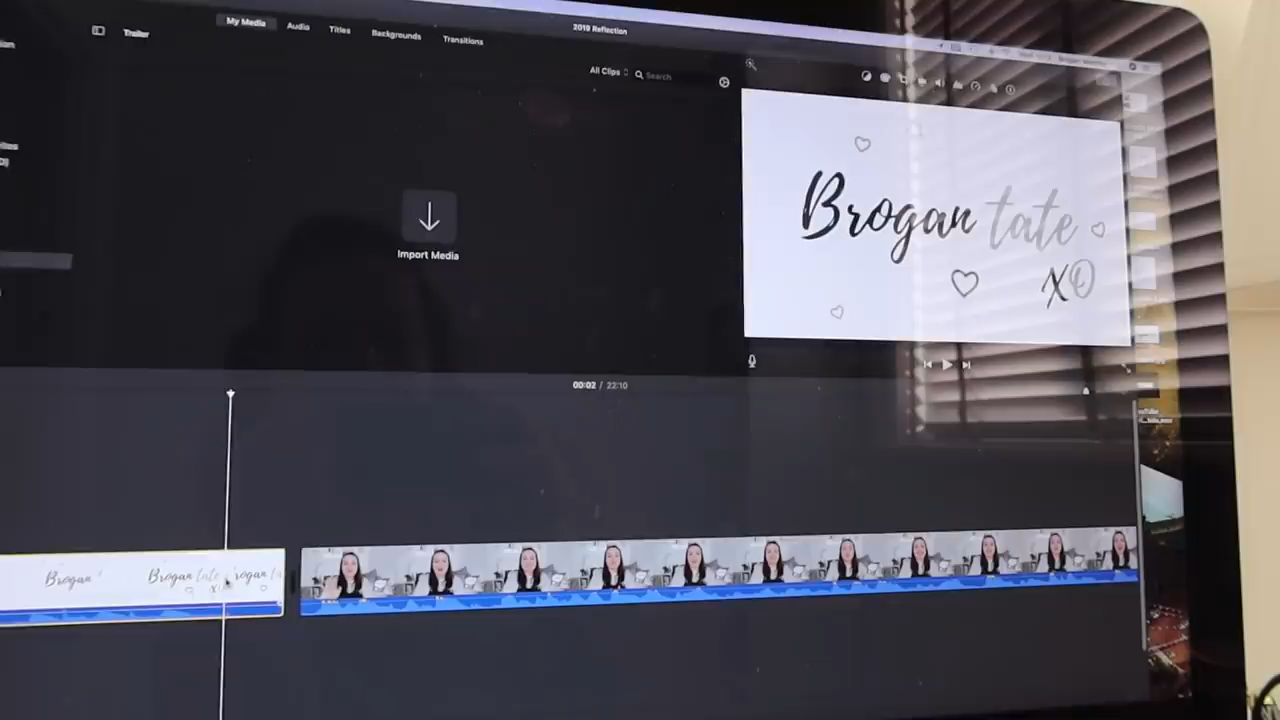 Trailer
My Media Audio Titles Backgrounds Transitions
2019 Reflection
All Clips Search
Import Media
Brogan tate
XO
00:02 / 22:10
Brogan
Brogan tate